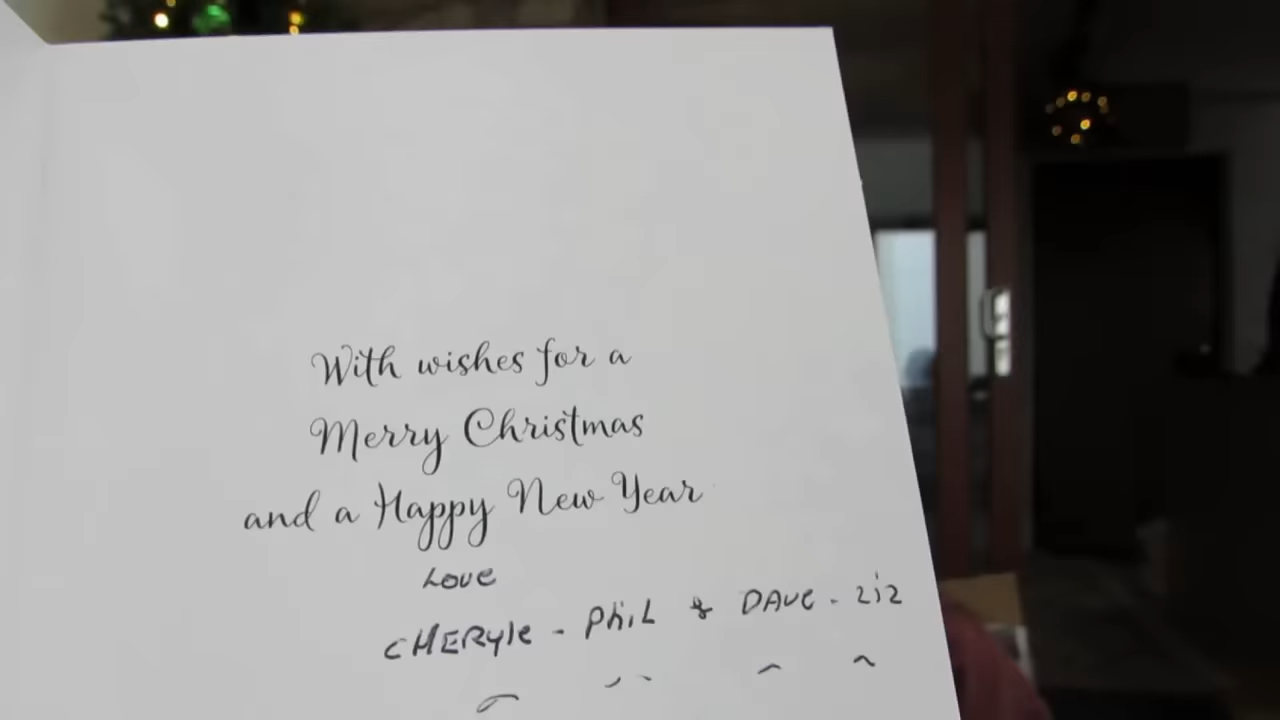 With wishes for a
Merry Christmas
and a Happy New Year
Love
CHERyle - PhiL & DAVE - Liz